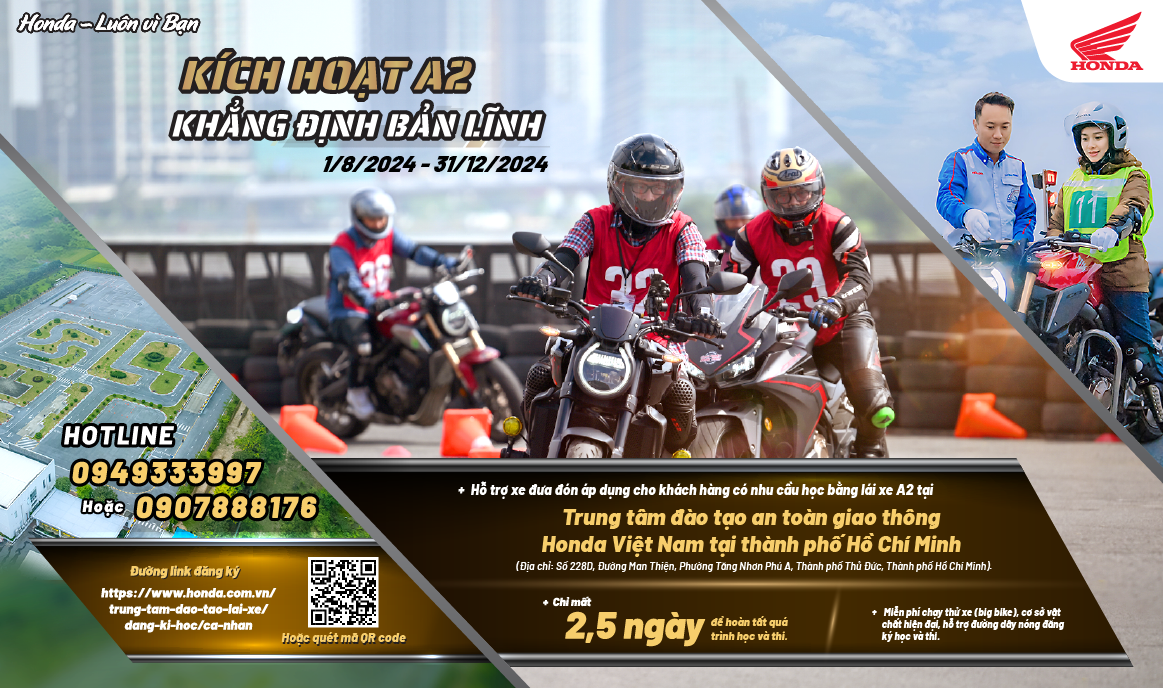 Honda – Luôn vì Bạn
HONDA
KÍCH HOẠT A2
KHẲNG ĐỊNH BẢN LĨNH
1/8/2024 - 31/12/2024
36
32
29
11
HOTLINE
0949333997
Hoặc 0907888176
Đường link đăng ký
https://www.honda.com.vn/
trung-tam-dao-tao-lai-xe/
dang-ki-hoc/ca-nhan
Hoặc quét mã QR code
+ Hỗ trợ xe đưa đón áp dụng cho khách hàng có nhu cầu học bằng lái xe A2 tại
Trung tâm đào tạo an toàn giao thông
Honda Việt Nam tại thành phố Hồ Chí Minh
(Địa chỉ: Số 228D, Đường Man Thiện, Phường Tăng Nhơn Phú A, Thành phố Thủ Đức, Thành phố Hồ Chí Minh).
+ Chỉ mất
2,5 ngày
để hoàn tất quá
trình học và thi.
+ Miễn phí chạy thử xe (big bike), cơ sở vật
chất hiện đại, hỗ trợ đường dây nóng đăng
ký học và thi.